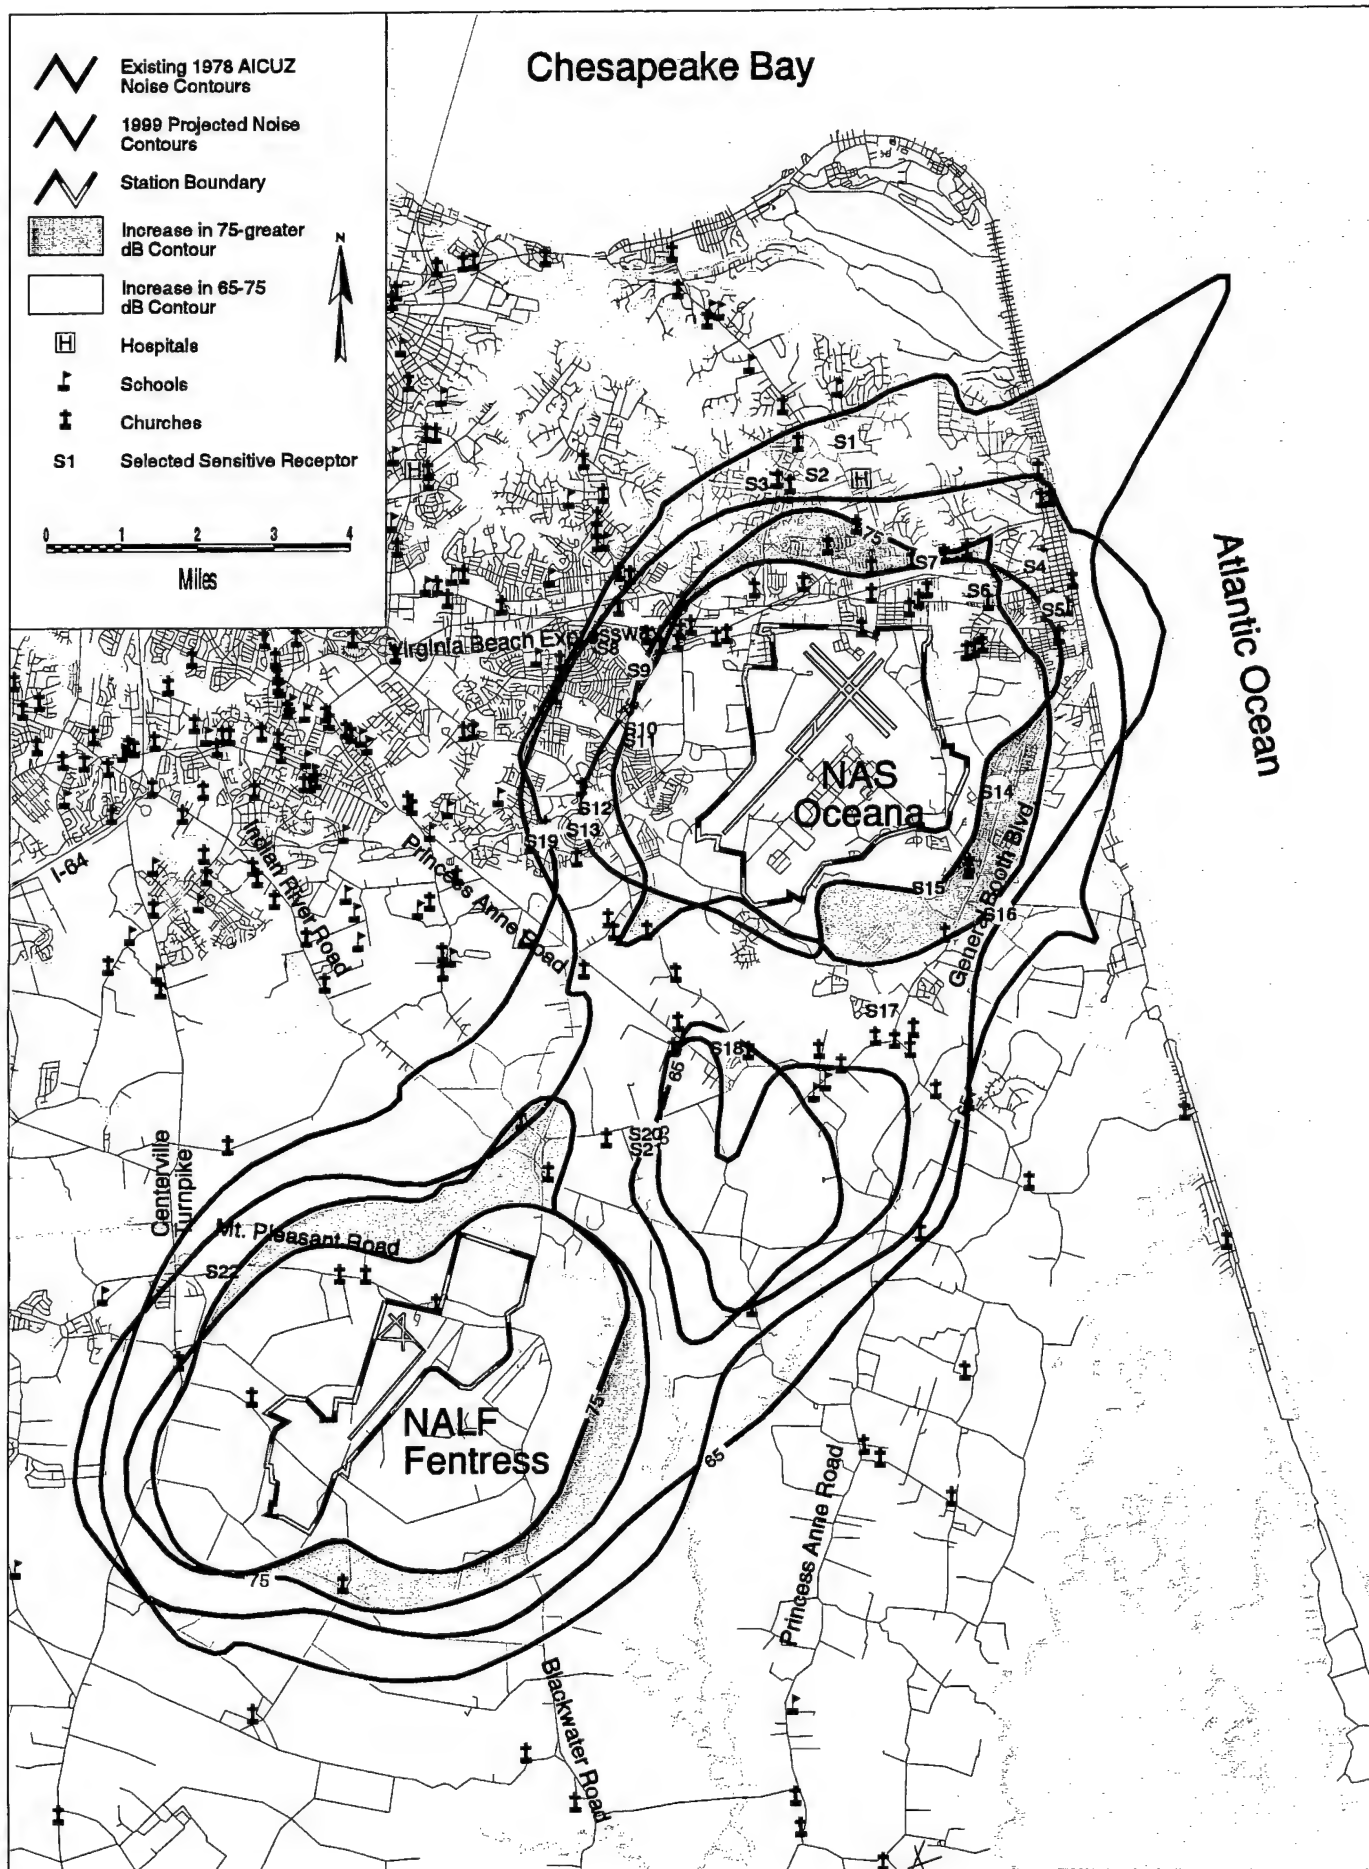 Chesapeake Bay
Existing 1978 AICUZ
Noise Contours
1999 Projected Noise
Contours
Station Boundary
Increase in 75-greater
dB Contour
N
Increase in 65-75
dB Contour
H
Hospitals
Schools
Churches
S1
Selected Sensitive Receptor
0 1 2 3 4
Miles
H
S1
S2
S3
H
75
S7
S4
S6
S5
Atlantic Ocean
Virginia Beach Expressway
S8
S9
S10
S11
NAS
Oceana
S14
S12
S13
S19
S15
S16
General Booth Blvd
I-64
Indian River Road
Princess Anne Road
S17
S18
65
S20
S21
Centerville
Turnpike
Mt. Pleasant Road
S22
NALF
Fentress
75
65
75
Princess Anne Road
Blackwater Road